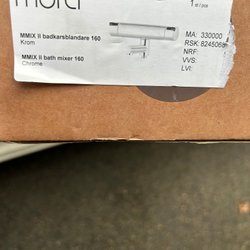 mora
1 st / pcs
MMIX II badkarsblandare 160
Krom
MMIX II bath mixer 160
Chrome
MA: 330000
RSK: 8245068
NRF:
VVS:
LVI: